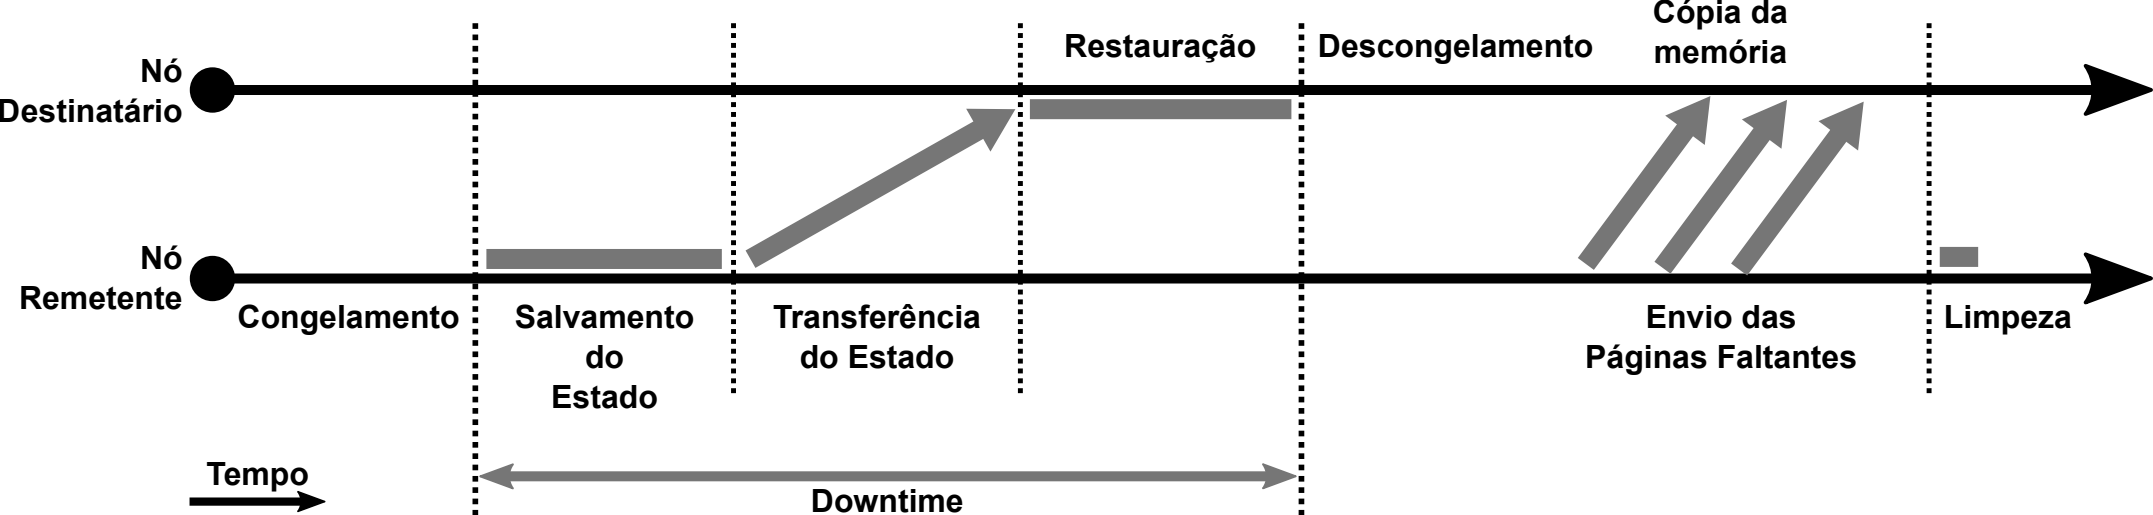 Cópia da
memória
Restauração
Descongelamento
Nó
Destinatário
Nó
Remetente
Congelamento
Salvamento
do
Estado
Transferência
do Estado
Envio das
Páginas Faltantes
Limpeza
Tempo
Downtime